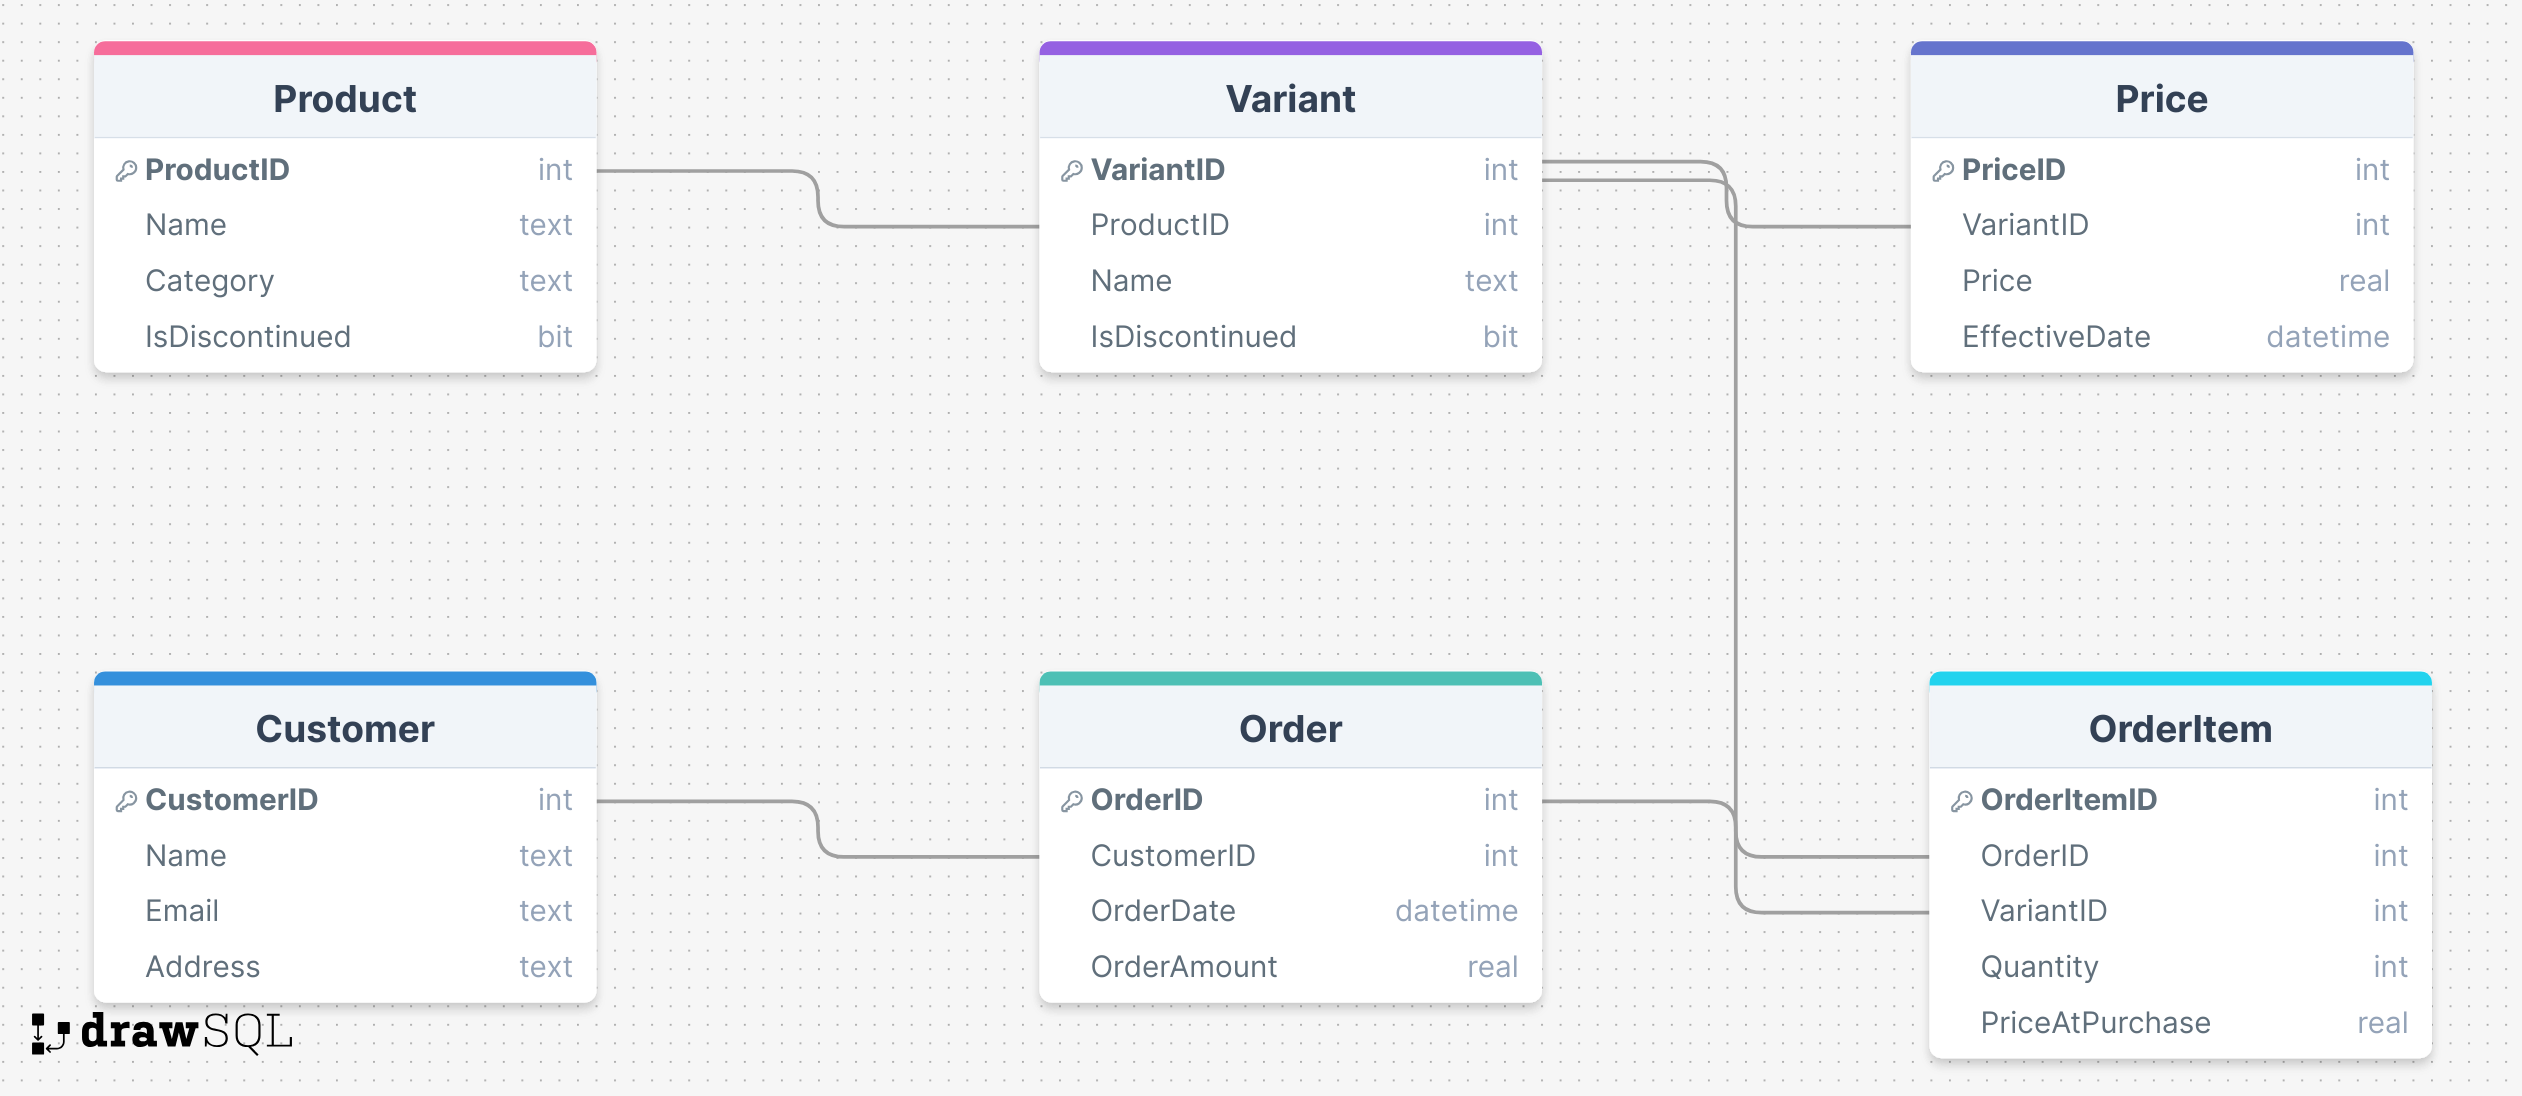 Product
ProductID int
Name text
Category text
IsDiscontinued bit
Variant
VariantID int
ProductID int
Name text
IsDiscontinued bit
Price
PriceID int
VariantID int
Price real
EffectiveDate datetime
Customer
CustomerID int
Name text
Email text
Address text
Order
OrderID int
CustomerID int
OrderDate datetime
OrderAmount real
OrderItem
OrderItemID int
OrderID int
VariantID int
Quantity int
PriceAtPurchase real
drawSQL